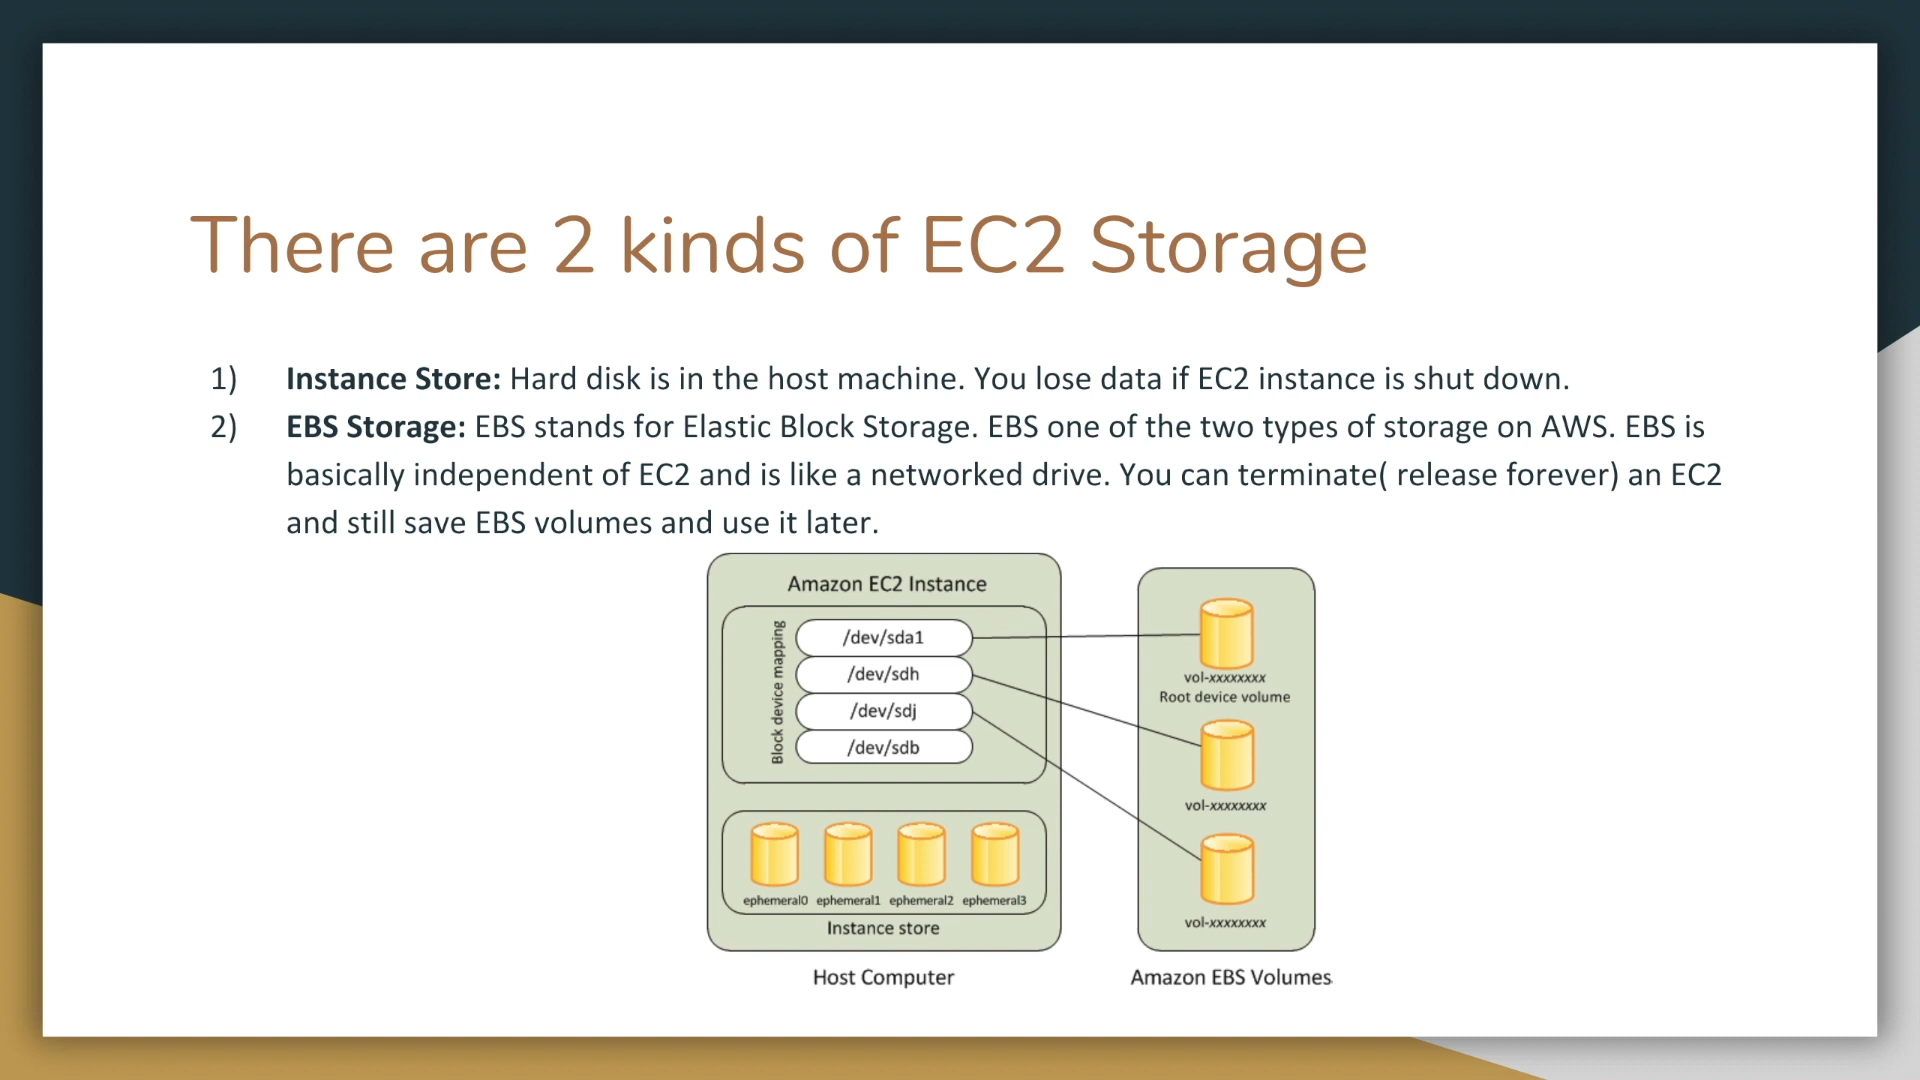 There are 2 kinds of EC2 Storage
1) Instance Store: Hard disk is in the host machine. You lose data if EC2 instance is shut down.
2) EBS Storage: EBS stands for Elastic Block Storage. EBS one of the two types of storage on AWS. EBS is
basically independent of EC2 and is like a networked drive. You can terminate( release forever) an EC2
and still save EBS volumes and use it later.
Amazon EC2 Instance
Block device mapping
/dev/sda1
/dev/sdh
/dev/sdj
/dev/sdb
ephemeral0 ephemeral1 ephemeral2 ephemeral3
Instance store
Host Computer
vol-xxxxxxxx
Root device volume
vol-xxxxxxxx
vol-xxxxxxxx
Amazon EBS Volumes